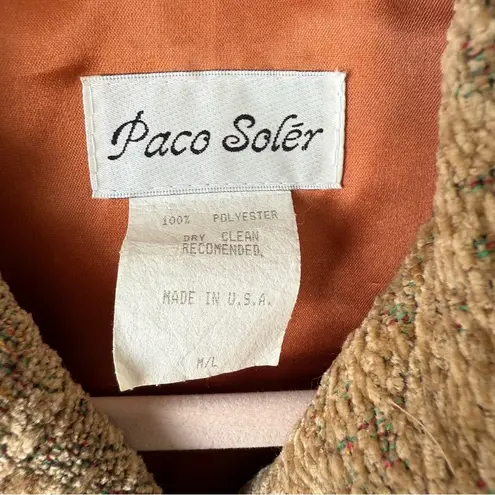 Paco Solér
100% POLYESTER
DRY CLEAN
RECOMENDED.
MADE IN U.S.A.
M/L